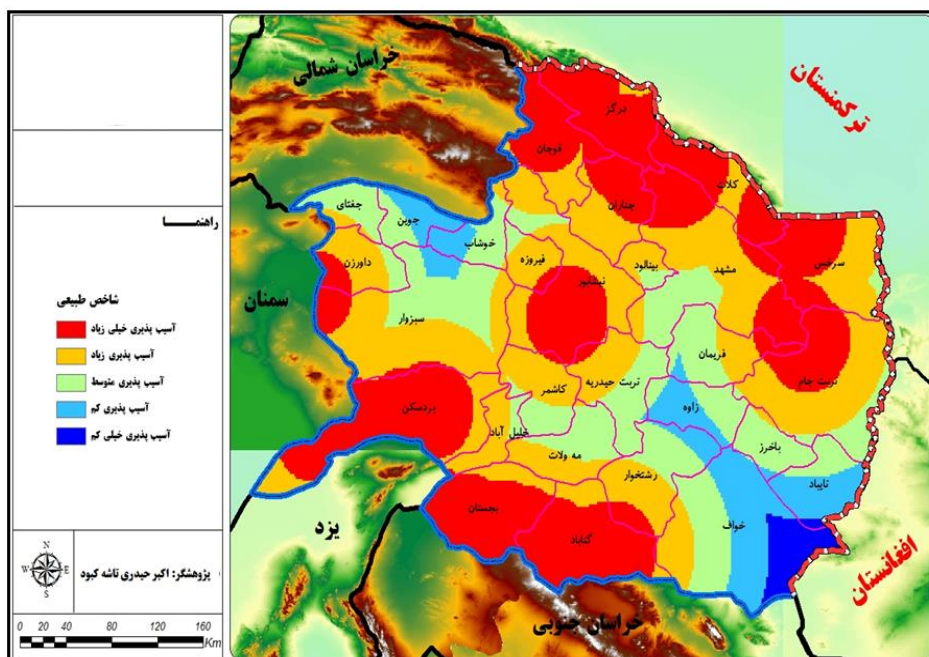 خراسان شمالی
ترکمنستان
درگز
قوچان
کلات
چناران
جغتای
جوین
خوشاب
داورزن
فیروزه
نیشابور
بینالود
مشهد
سرخس
سمنان
سبزوار
فریمان
تربت جام
تربت حیدریه
کاشمر
بردسکن
خلیل آباد
زاوه
باخرز
تایباد
مه ولات
رشتخوار
خواف
بجستان
گناباد
یزد
خراسان جنوبی
افغانستان
راهنمـــــا
شاخص طبیعی
آسیب پذیری خیلی زیاد
آسیب پذیری زیاد
آسیب پذیری متوسط
آسیب پذیری کم
آسیب پذیری خیلی کم
N
W E
S
پژوهشگر: اکبر حیدری تاشه کبود
0 20 40 80 120 160
Km